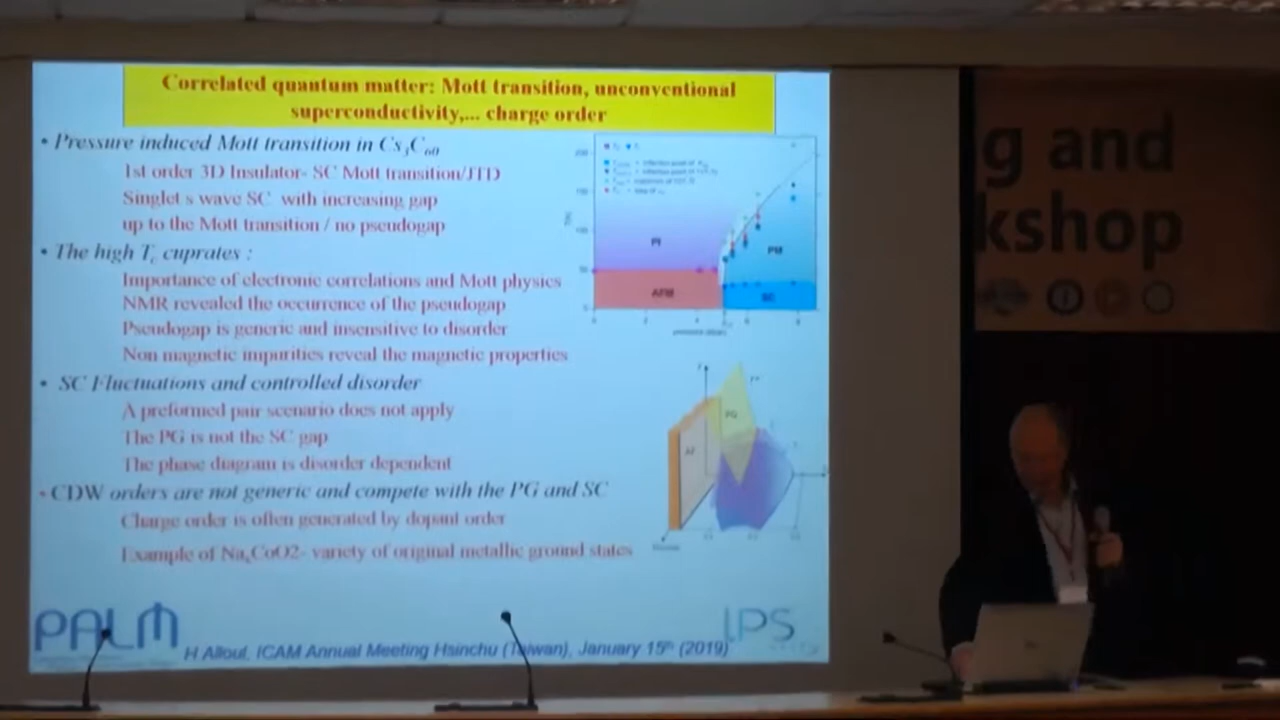 Correlated quantum matter: Mott transition, unconventional
superconductivity,... charge order
• Pressure induced Mott transition in Cs3C60
1st order 3D Insulator- SC Mott transition/JTD
Singlet s wave SC with increasing gap
up to the Mott transition / no pseudogap
• The high Tc cuprates :
Importance of electronic correlations and Mott physics
NMR revealed the occurrence of the pseudogap
Pseudogap is generic and insensitive to disorder
Non magnetic impurities reveal the magnetic properties
• SC Fluctuations and controlled disorder
A preformed pair scenario does not apply
The PG is not the SC gap
The phase diagram is disorder dependent
• CDW orders are not generic and compete with the PG and SC
Charge order is often generated by dopant order
Example of NaxCoO2- variety of original metallic ground states
PI
PM
AFM
SC
PG
AF
PALM
LPS
H Alloul, ICAM Annual Meeting Hsinchu (Taiwan), January 15th (2019)
g and
kshop